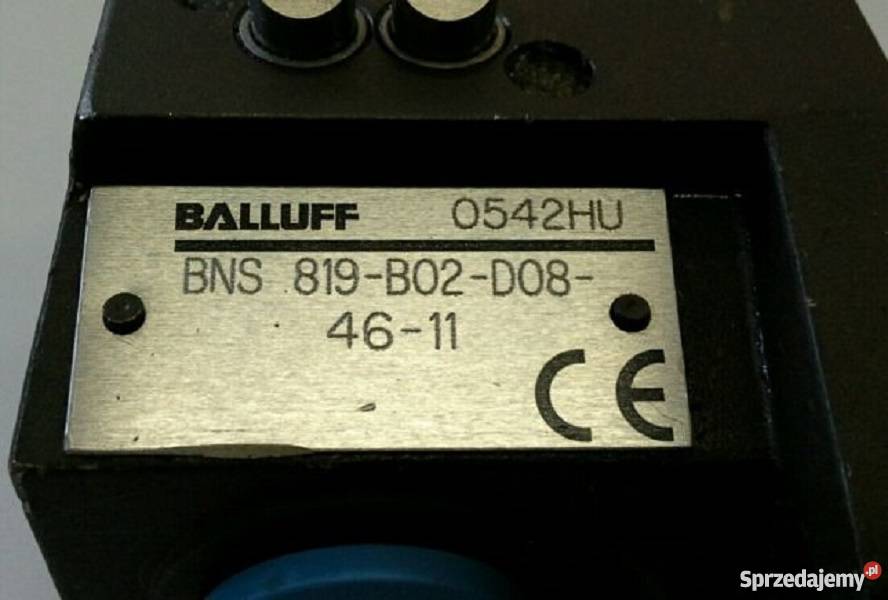 BALLUFF 0542HU
BNS 819-B02-D08-
46-11
CE
Sprzedajemy.pl